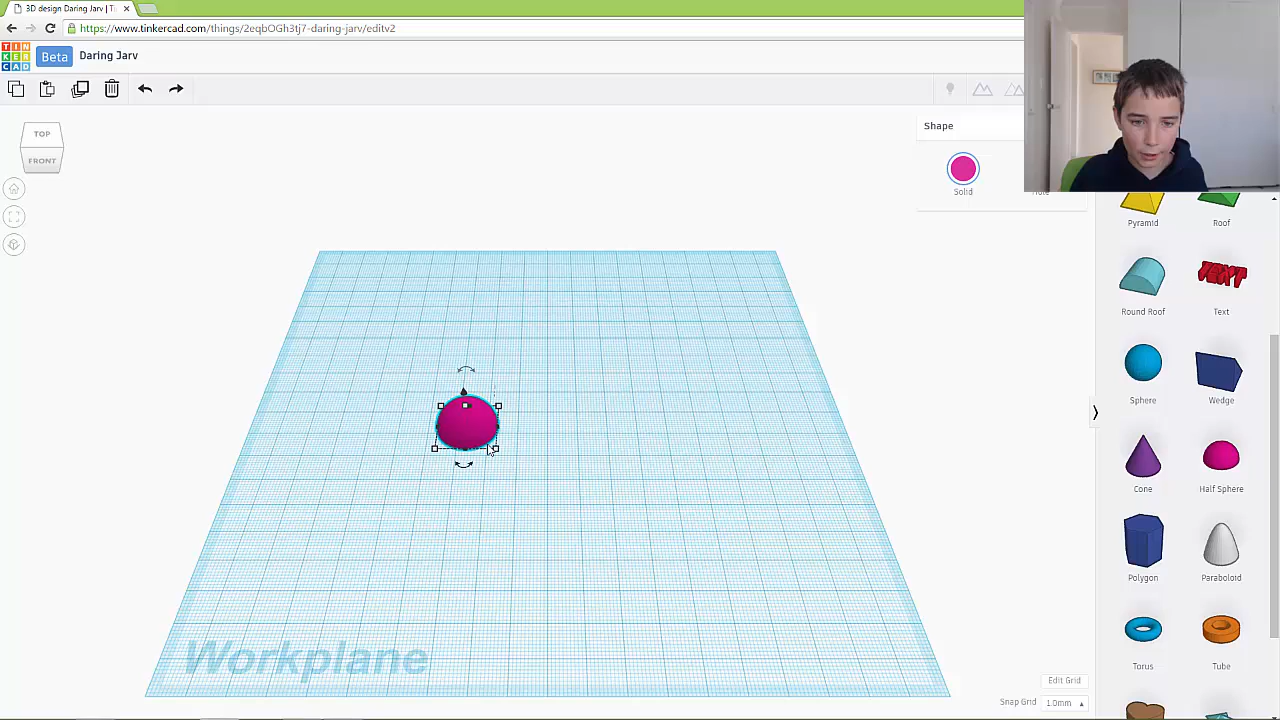 3D design Daring Jarv | Ti
https://www.tinkercad.com/things/2eqbOGh3tj7-daring-jarv/editv2
TIN
KER
CAD
Beta
Daring Jarv
TOP
FRONT
Shape
Solid
Pyramid
Roof
Round Roof
Text
TEXT
Sphere
Wedge
Cone
Half Sphere
Polygon
Paraboloid
Torus
Tube
Workplane
Edit Grid
Snap Grid
1.0mm